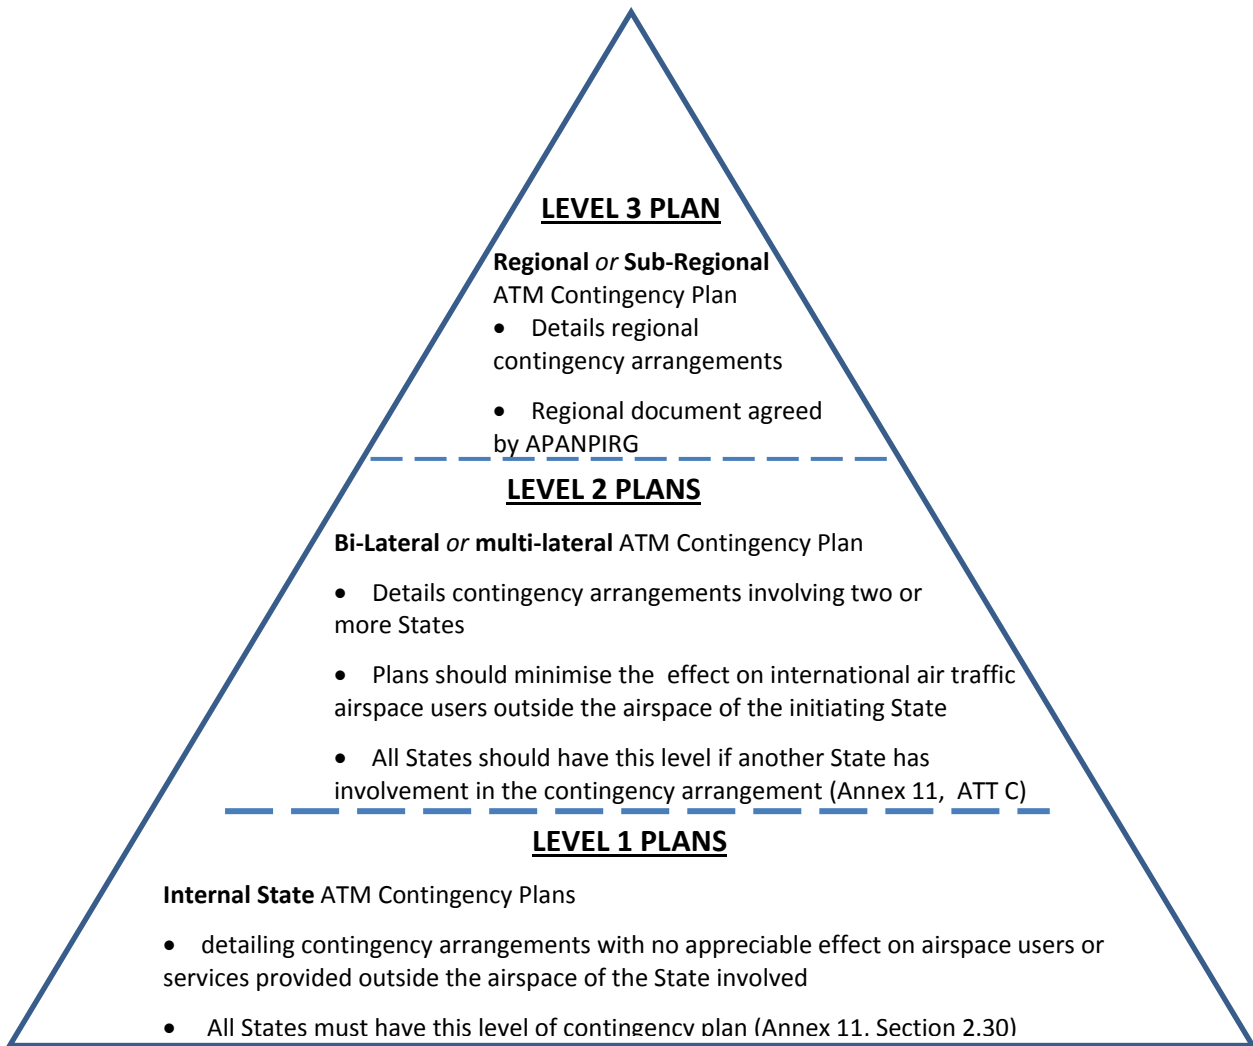 LEVEL 3 PLAN
Regional or Sub-Regional
ATM Contingency Plan
• Details regional
contingency arrangements
• Regional document agreed
by APANPIRG
LEVEL 2 PLANS
Bi-Lateral or multi-lateral ATM Contingency Plan
• Details contingency arrangements involving two or
more States
• Plans should minimise the effect on international air traffic
airspace users outside the airspace of the initiating State
• All States should have this level if another State has
involvement in the contingency arrangement (Annex 11, ATT C)
LEVEL 1 PLANS
Internal State ATM Contingency Plans
• detailing contingency arrangements with no appreciable effect on airspace users or
services provided outside the airspace of the State involved
• All States must have this level of contingency plan (Annex 11. Section 2.30)